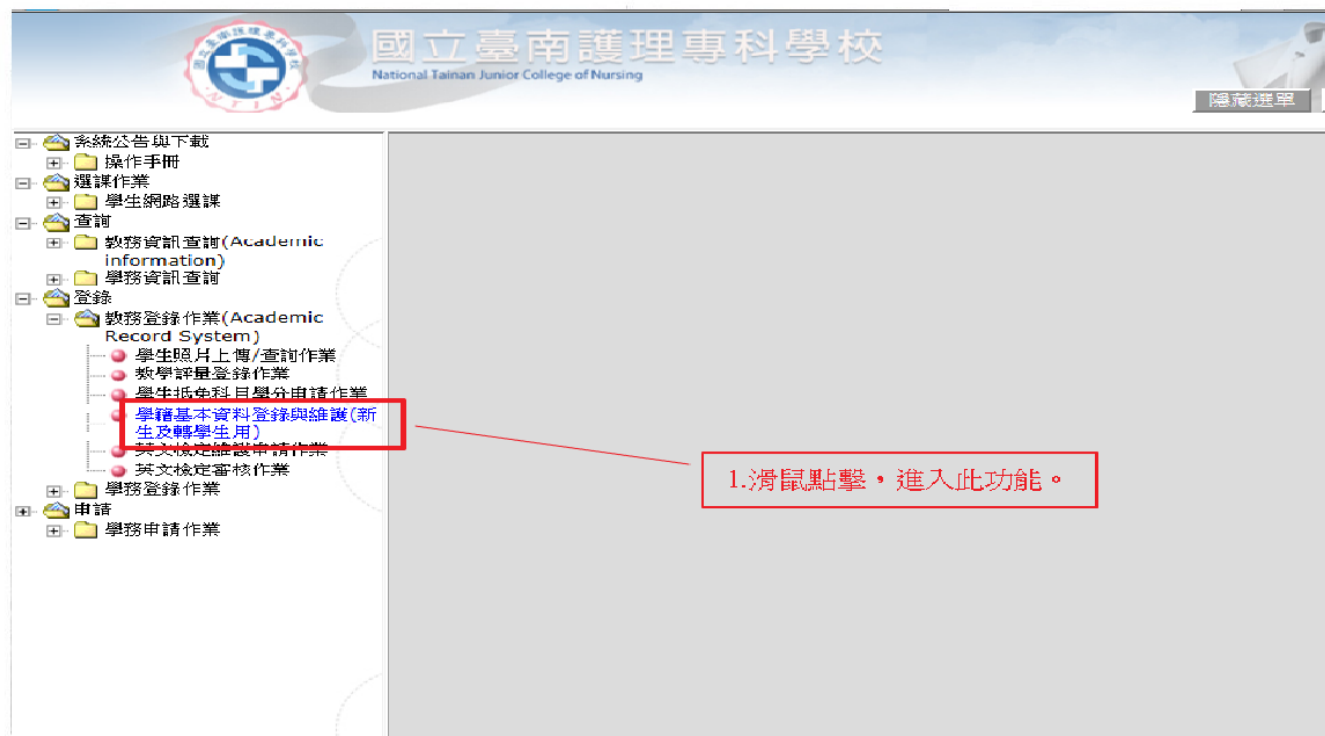 國立臺南護理專科學校
National Tainan Junior College of Nursing
NTIN
隱藏選單
系統公告與下載
操作手冊
選課作業
學生網路選課
查詢
教務資訊查詢(Academic
information)
學務資訊查詢
登錄
教務登錄作業(Academic
Record System)
學生照片上傳/查詢作業
教學評量登錄作業
學生抵免科目學分申請作業
學籍基本資料登錄與維護(新
生及轉學生用)
英文檢定維護申請作業
英文檢定審核作業
學務登錄作業
申請
學務申請作業
1.滑鼠點擊，進入此功能。